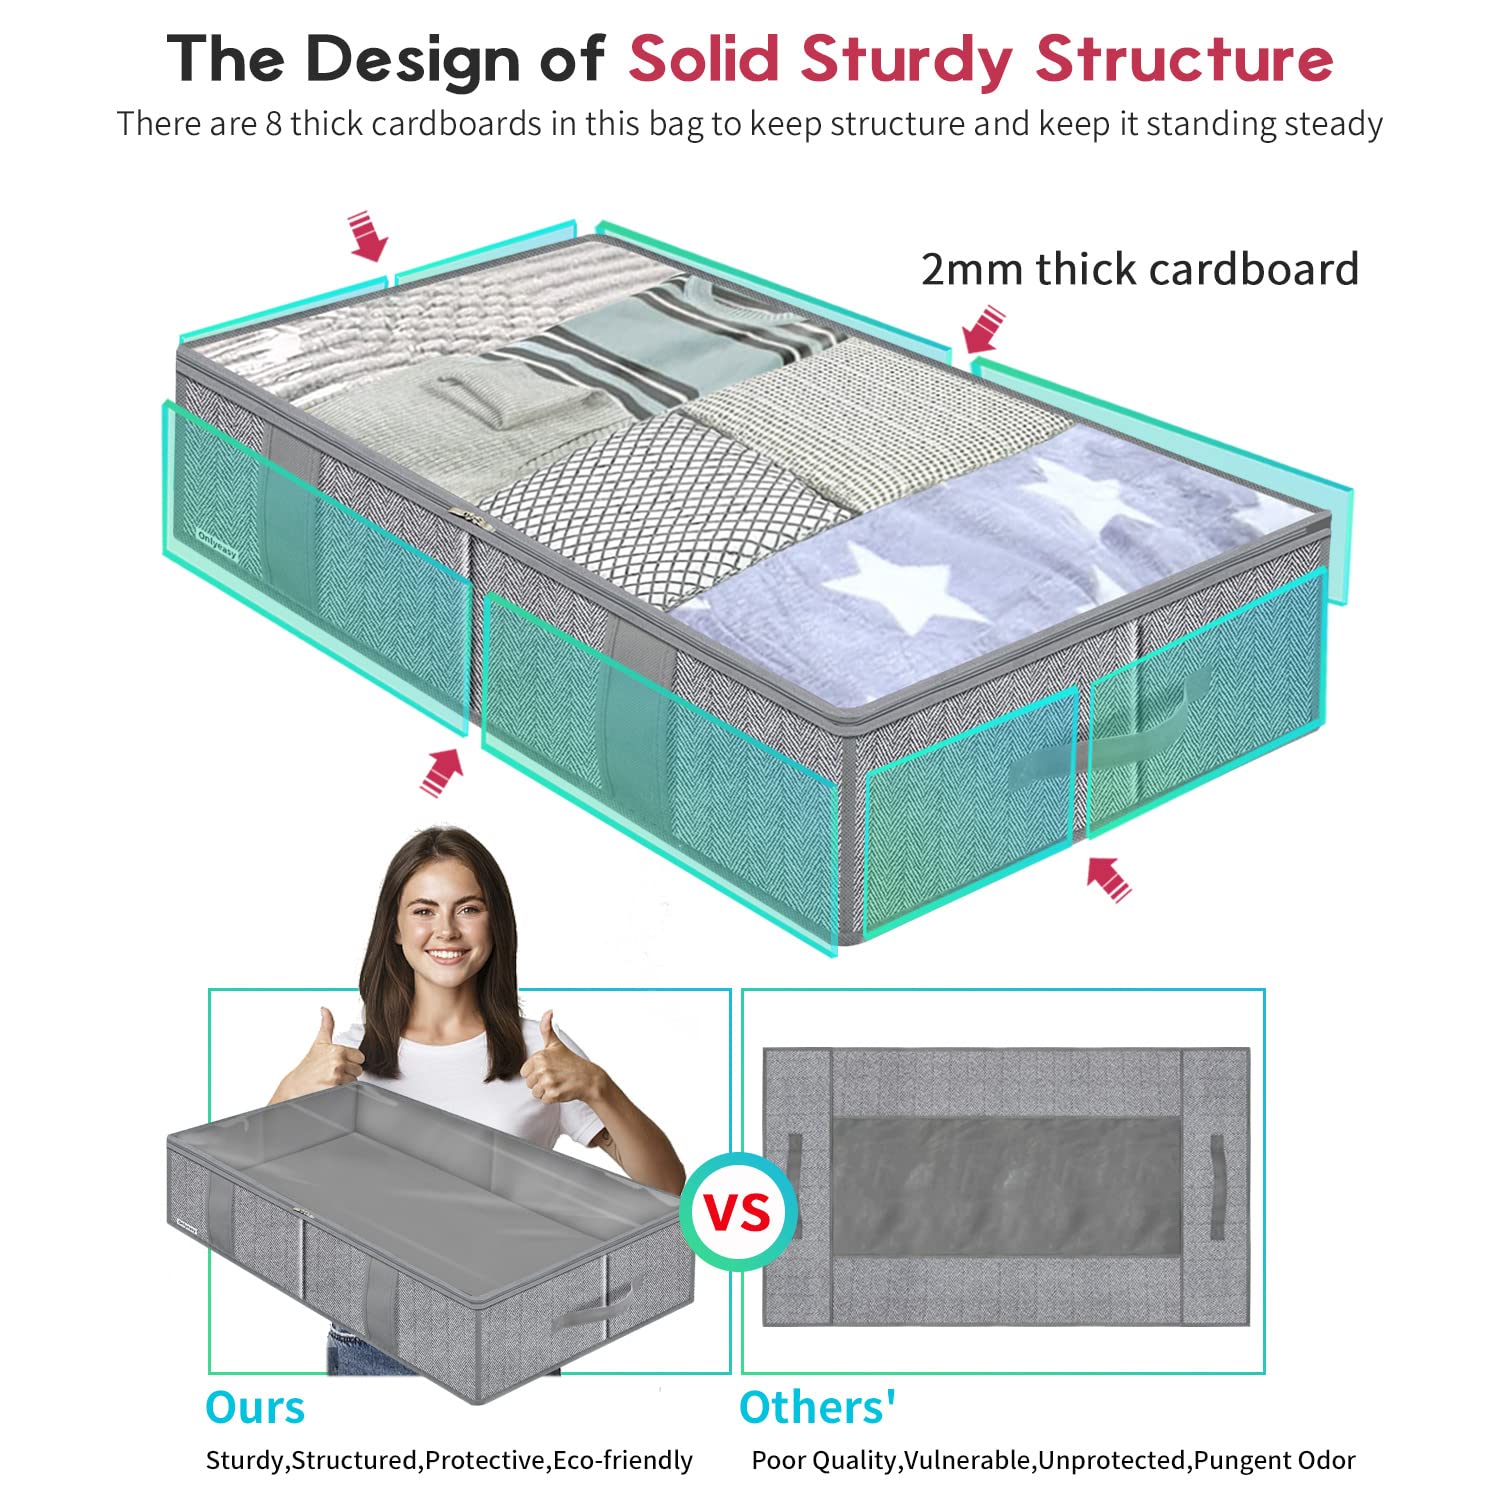 The Design of Solid Sturdy Structure
There are 8 thick cardboards in this bag to keep structure and keep it standing steady
2mm thick cardboard
Onlyeasy
Onlyeasy
VS
Ours
Others'
Sturdy,Structured,Protective,Eco-friendly
Poor Quality,Vulnerable,Unprotected,Pungent Odor